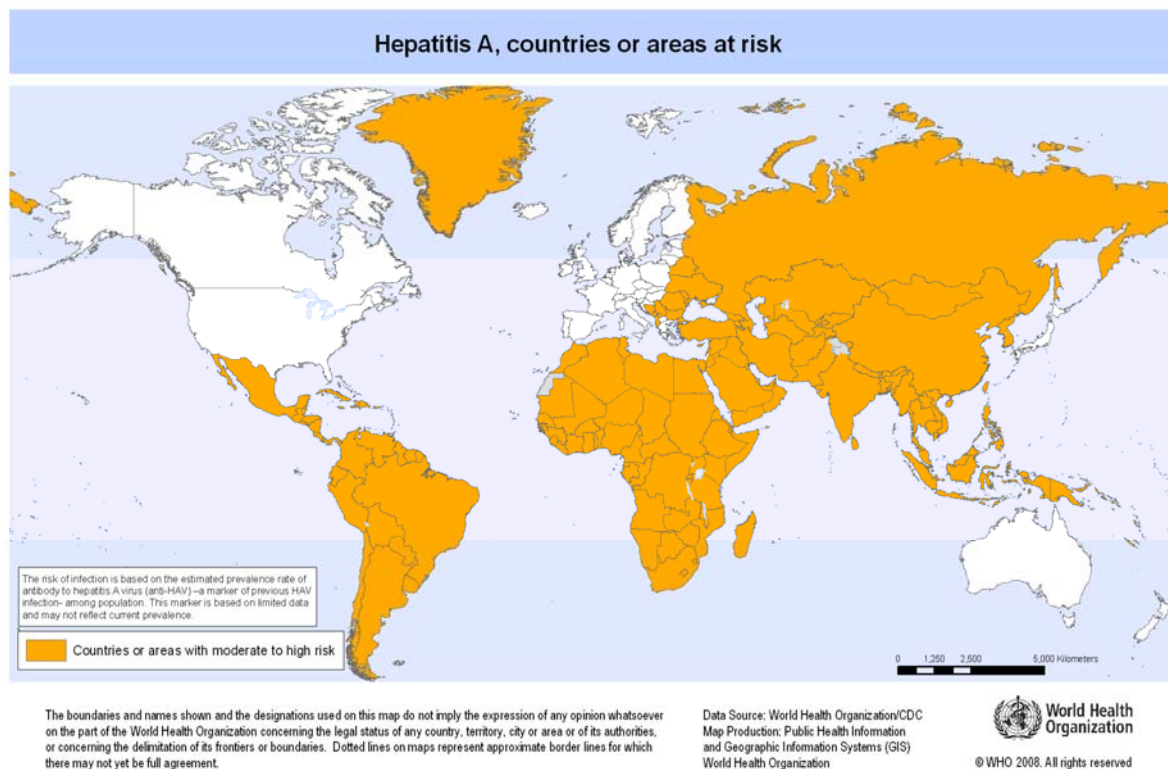 Hepatitis A, countries or areas at risk
The risk of infection is based on the estimated prevalence rate of
antibody to hepatitis A virus (anti-HAV) –a marker of previous HAV
infection- among population. This marker is based on limited data
and may not reflect current prevalence.
Countries or areas with moderate to high risk
0 1,250 2,500 5,000 Kilometers
The boundaries and names shown and the designations used on this map do not imply the expression of any opinion whatsoever
on the part of the World Health Organization concerning the legal status of any country, territory, city or area or of its authorities,
or concerning the delimitation of its frontiers or boundaries. Dotted lines on maps represent approximate border lines for which
there may not yet be full agreement.
Data Source: World Health Organization/CDC
Map Production: Public Health Information
and Geographic Information Systems (GIS)
World Health Organization
World Health
Organization
© WHO 2008. All rights reserved